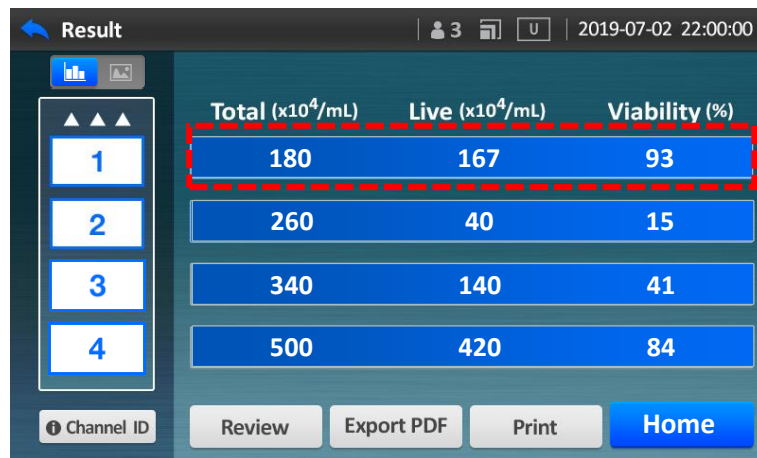 Result 3 U 2019-07-02 22:00:00
Total (x10⁴/mL) Live (x10⁴/mL) Viability (%)
1 180 167 93
2 260 40 15
3 340 140 41
4 500 420 84
Channel ID Review Export PDF Print Home